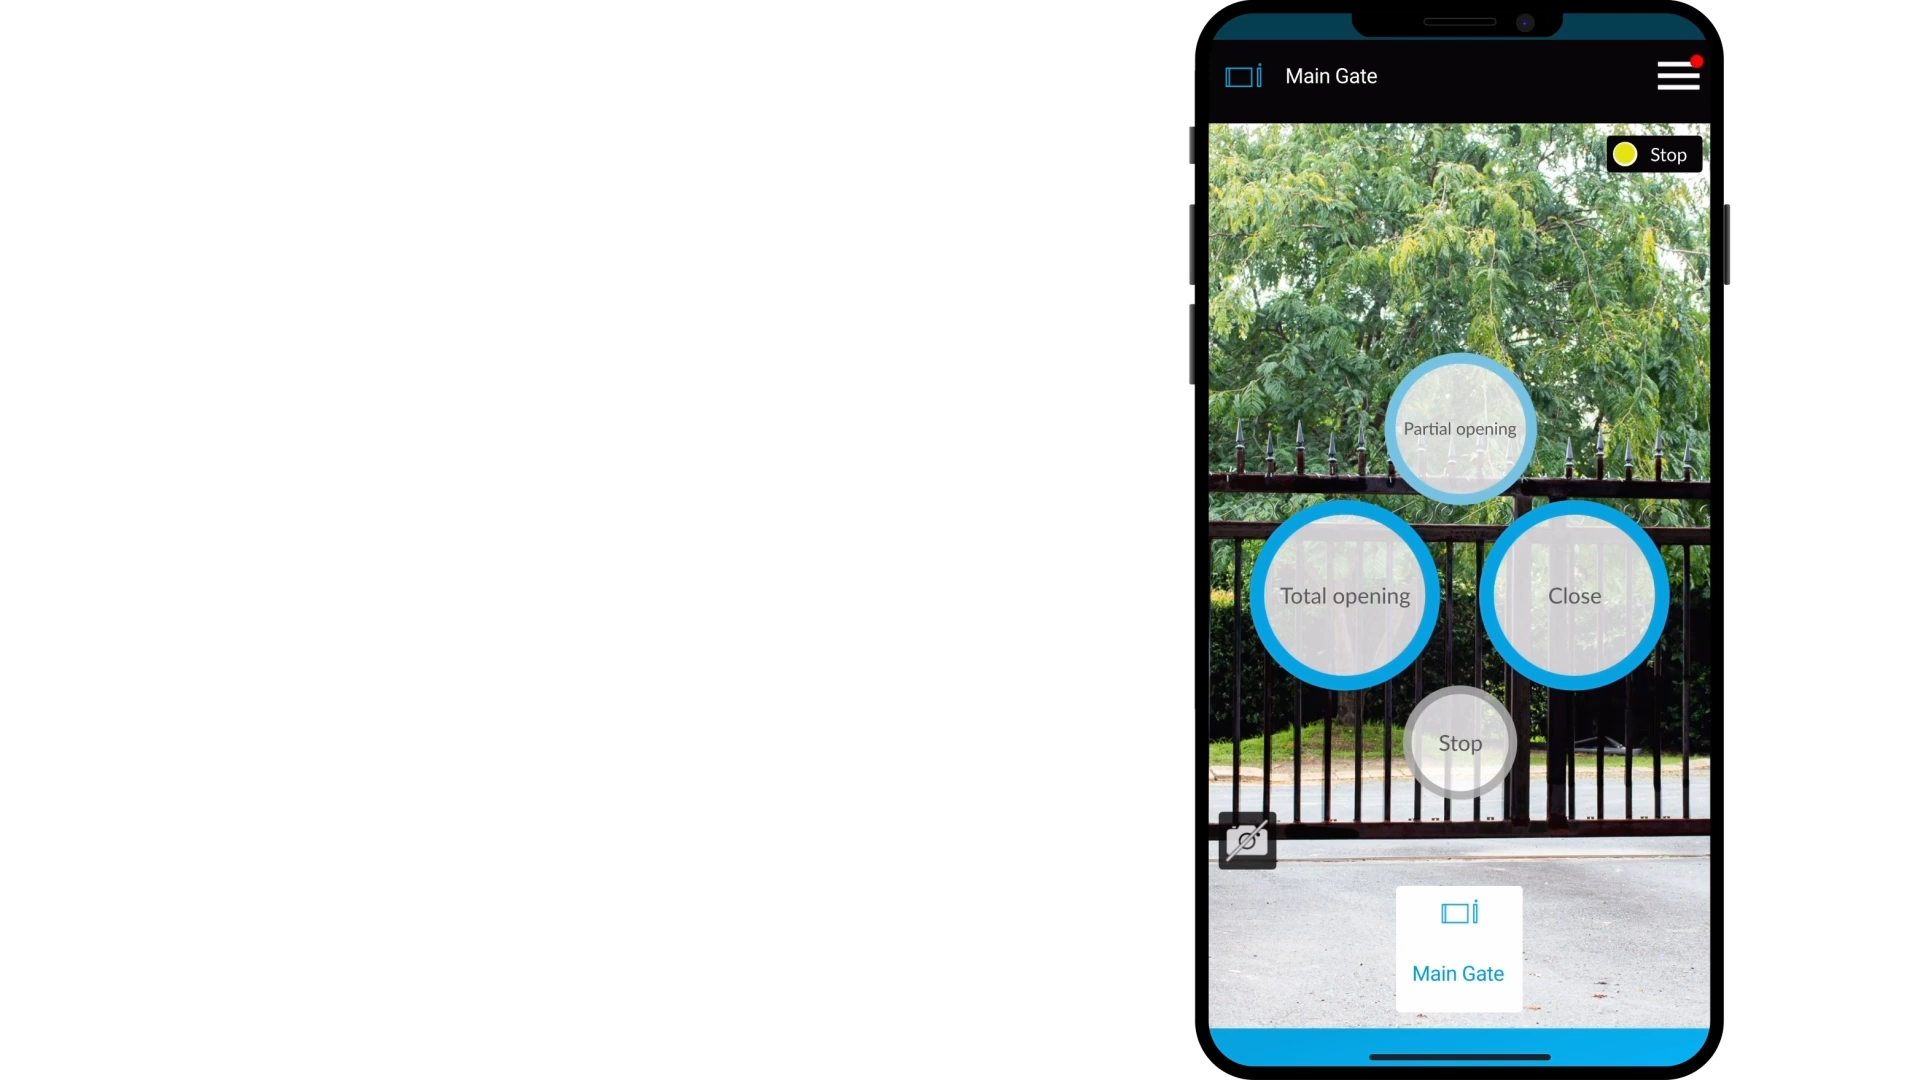 Main Gate
Stop
Partial opening
Total opening
Close
Stop
Main Gate